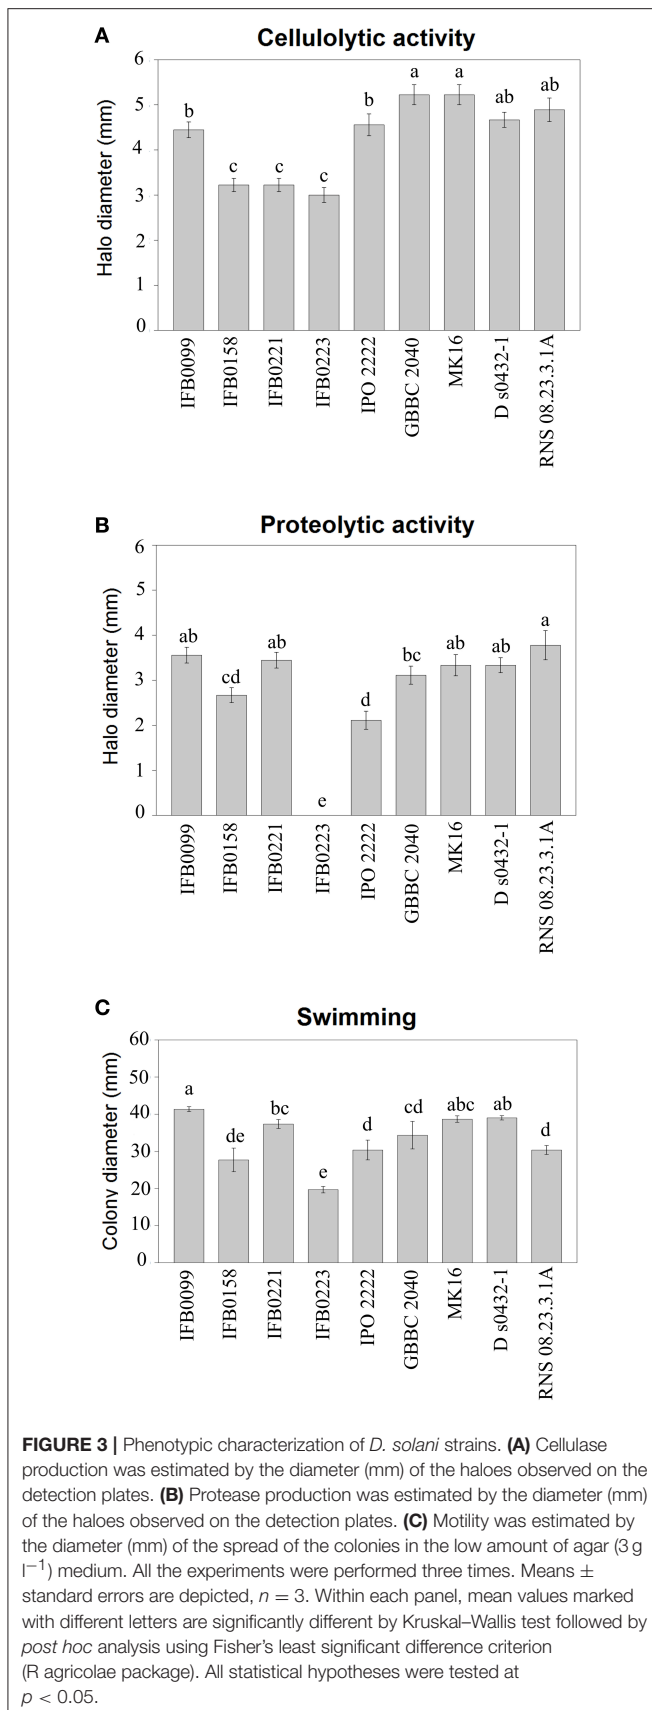 A
Cellulolytic activity
Halo diameter (mm)
6
5
4
3
2
1
0
b
c
c
c
b
a
a
ab
ab
IFB0099
IFB0158
IFB0221
IFB0223
IPO 2222
GBBC 2040
MK16
D s0432-1
RNS 08.23.3.1A
B
Proteolytic activity
Halo diameter (mm)
6
5
4
3
2
1
0
ab
cd
ab
e
d
bc
ab
ab
a
IFB0099
IFB0158
IFB0221
IFB0223
IPO 2222
GBBC 2040
MK16
D s0432-1
RNS 08.23.3.1A
C
Swimming
Colony diameter (mm)
60
50
40
30
20
10
0
a
de
bc
e
d
cd
abc
ab
d
IFB0099
IFB0158
IFB0221
IFB0223
IPO 2222
GBBC 2040
MK16
D s0432-1
RNS 08.23.3.1A
FIGURE 3 | Phenotypic characterization of D. solani strains. (A) Cellulase
production was estimated by the diameter (mm) of the haloes observed on the
detection plates. (B) Protease production was estimated by the diameter (mm)
of the haloes observed on the detection plates. (C) Motility was estimated by
the diameter (mm) of the spread of the colonies in the low amount of agar (3 g
l⁻¹) medium. All the experiments were performed three times. Means ±
standard errors are depicted, n = 3. Within each panel, mean values marked
with different letters are significantly different by Kruskal–Wallis test followed by
post hoc analysis using Fisher's least significant difference criterion
(R agricolae package). All statistical hypotheses were tested at
p < 0.05.